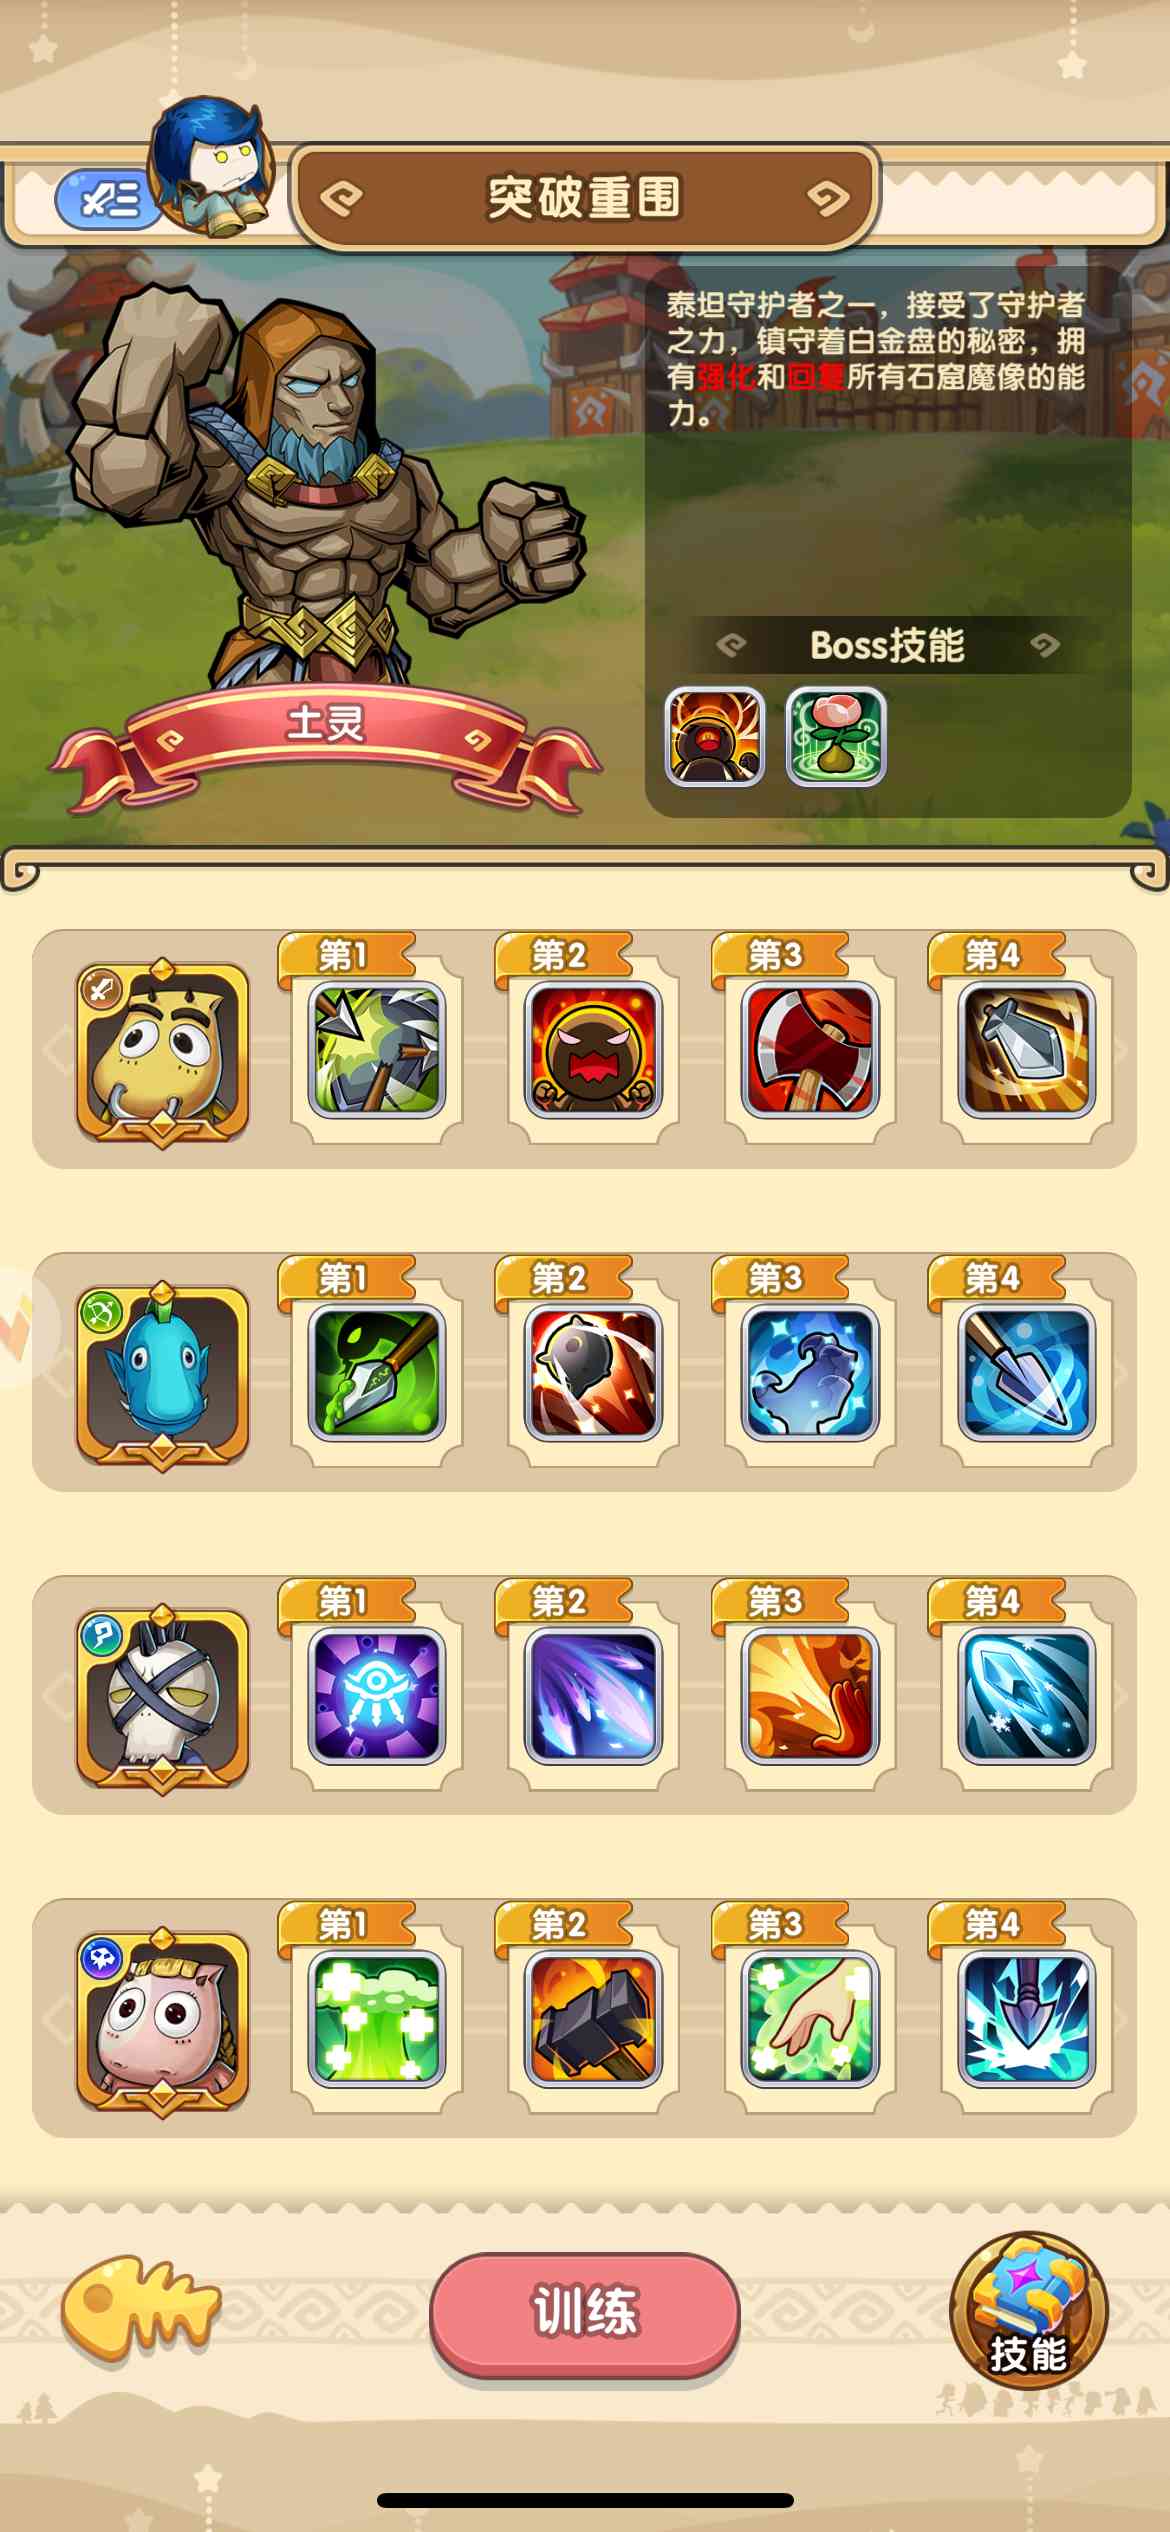 突破重围
泰坦守护者之一，接受了守护者
之力，镇守着白金盘的秘密，拥
有强化和回复所有石窟魔像的能
力。
Boss技能
土灵
第1 第2 第3 第4
第1 第2 第3 第4
第1 第2 第3 第4
第1 第2 第3 第4
训练
技能